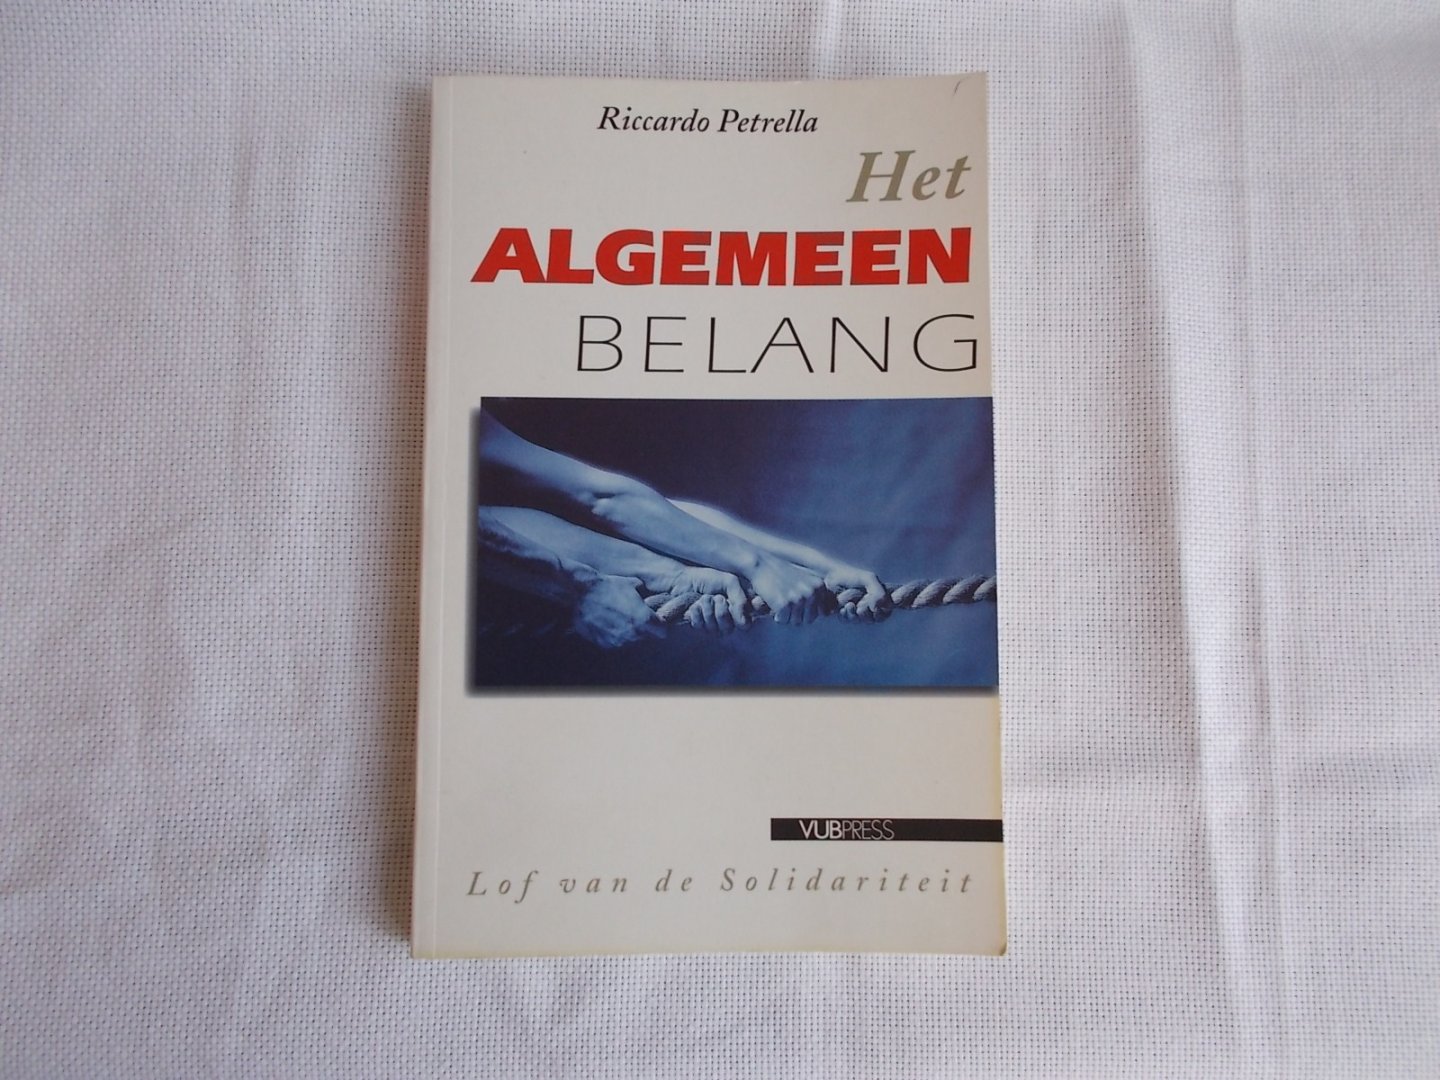 Riccardo Petrella
Het
ALGEMEEN
BELANG
VUBPRESS
Lof van de Solidariteit